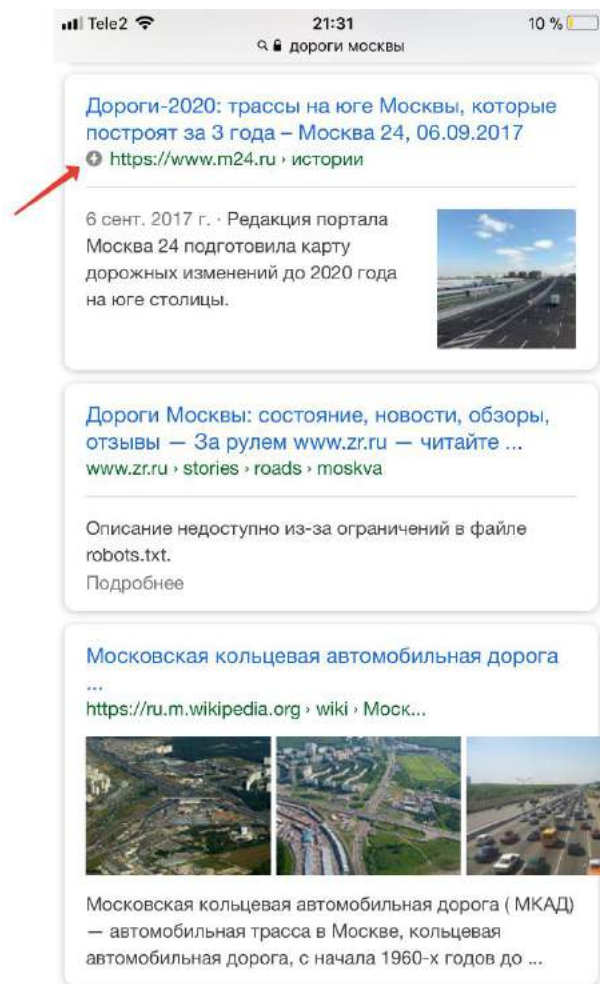 Tele2 21:31 10 %
дороги москвы
Дороги-2020: трассы на юге Москвы, которые
построят за 3 года – Москва 24, 06.09.2017
https://www.m24.ru › истории
6 сент. 2017 г. · Редакция портала
Москва 24 подготовила карту
дорожных изменений до 2020 года
на юге столицы.
Дороги Москвы: состояние, новости, обзоры,
отзывы — За рулем www.zr.ru — читайте ...
www.zr.ru › stories › roads › moskva
Описание недоступно из-за ограничений в файле
robots.txt.
Подробнее
Московская кольцевая автомобильная дорога
...
https://ru.m.wikipedia.org › wiki › Моск...
Московская кольцевая автомобильная дорога ( МКАД)
— автомобильная трасса в Москве, кольцевая
автомобильная дорога, с начала 1960-х годов до ...